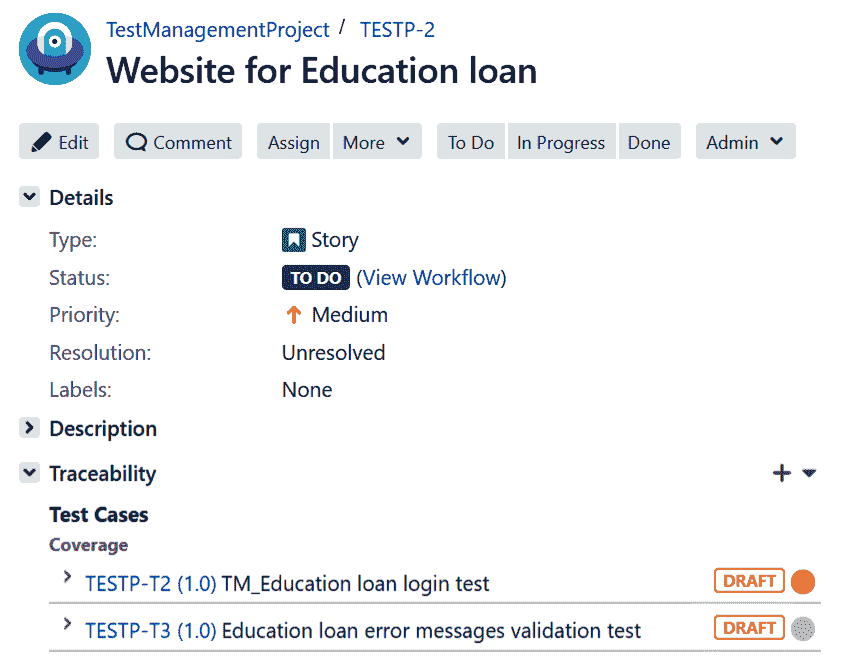 TestManagementProject / TESTP-2
Website for Education loan
Edit Comment Assign More To Do In Progress Done Admin
Details
Type: Story
Status: TO DO (View Workflow)
Priority: Medium
Resolution: Unresolved
Labels: None
Description
Traceability
Test Cases
Coverage
TESTP-T2 (1.0) TM_Education loan login test DRAFT
TESTP-T3 (1.0) Education loan error messages validation test DRAFT